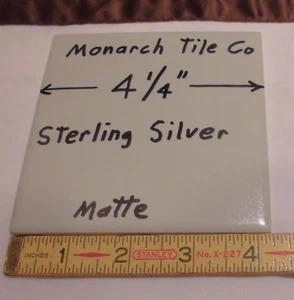 Monarch Tile Co
4 1/4"
Sterling Silver
Matte
INCHES 1 STANLEY 2 3 No. X-227 4